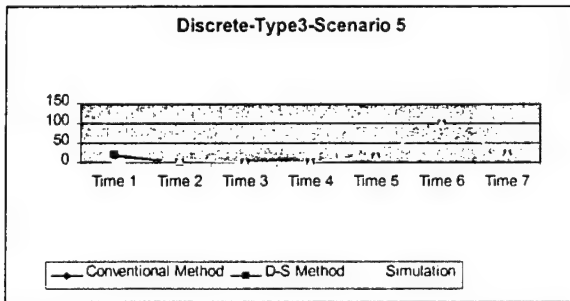 Discrete-Type3-Scenario 5
150
100
50
0
Time 1 Time 2 Time 3 Time 4 Time 5 Time 6 Time 7
Conventional Method D-S Method Simulation